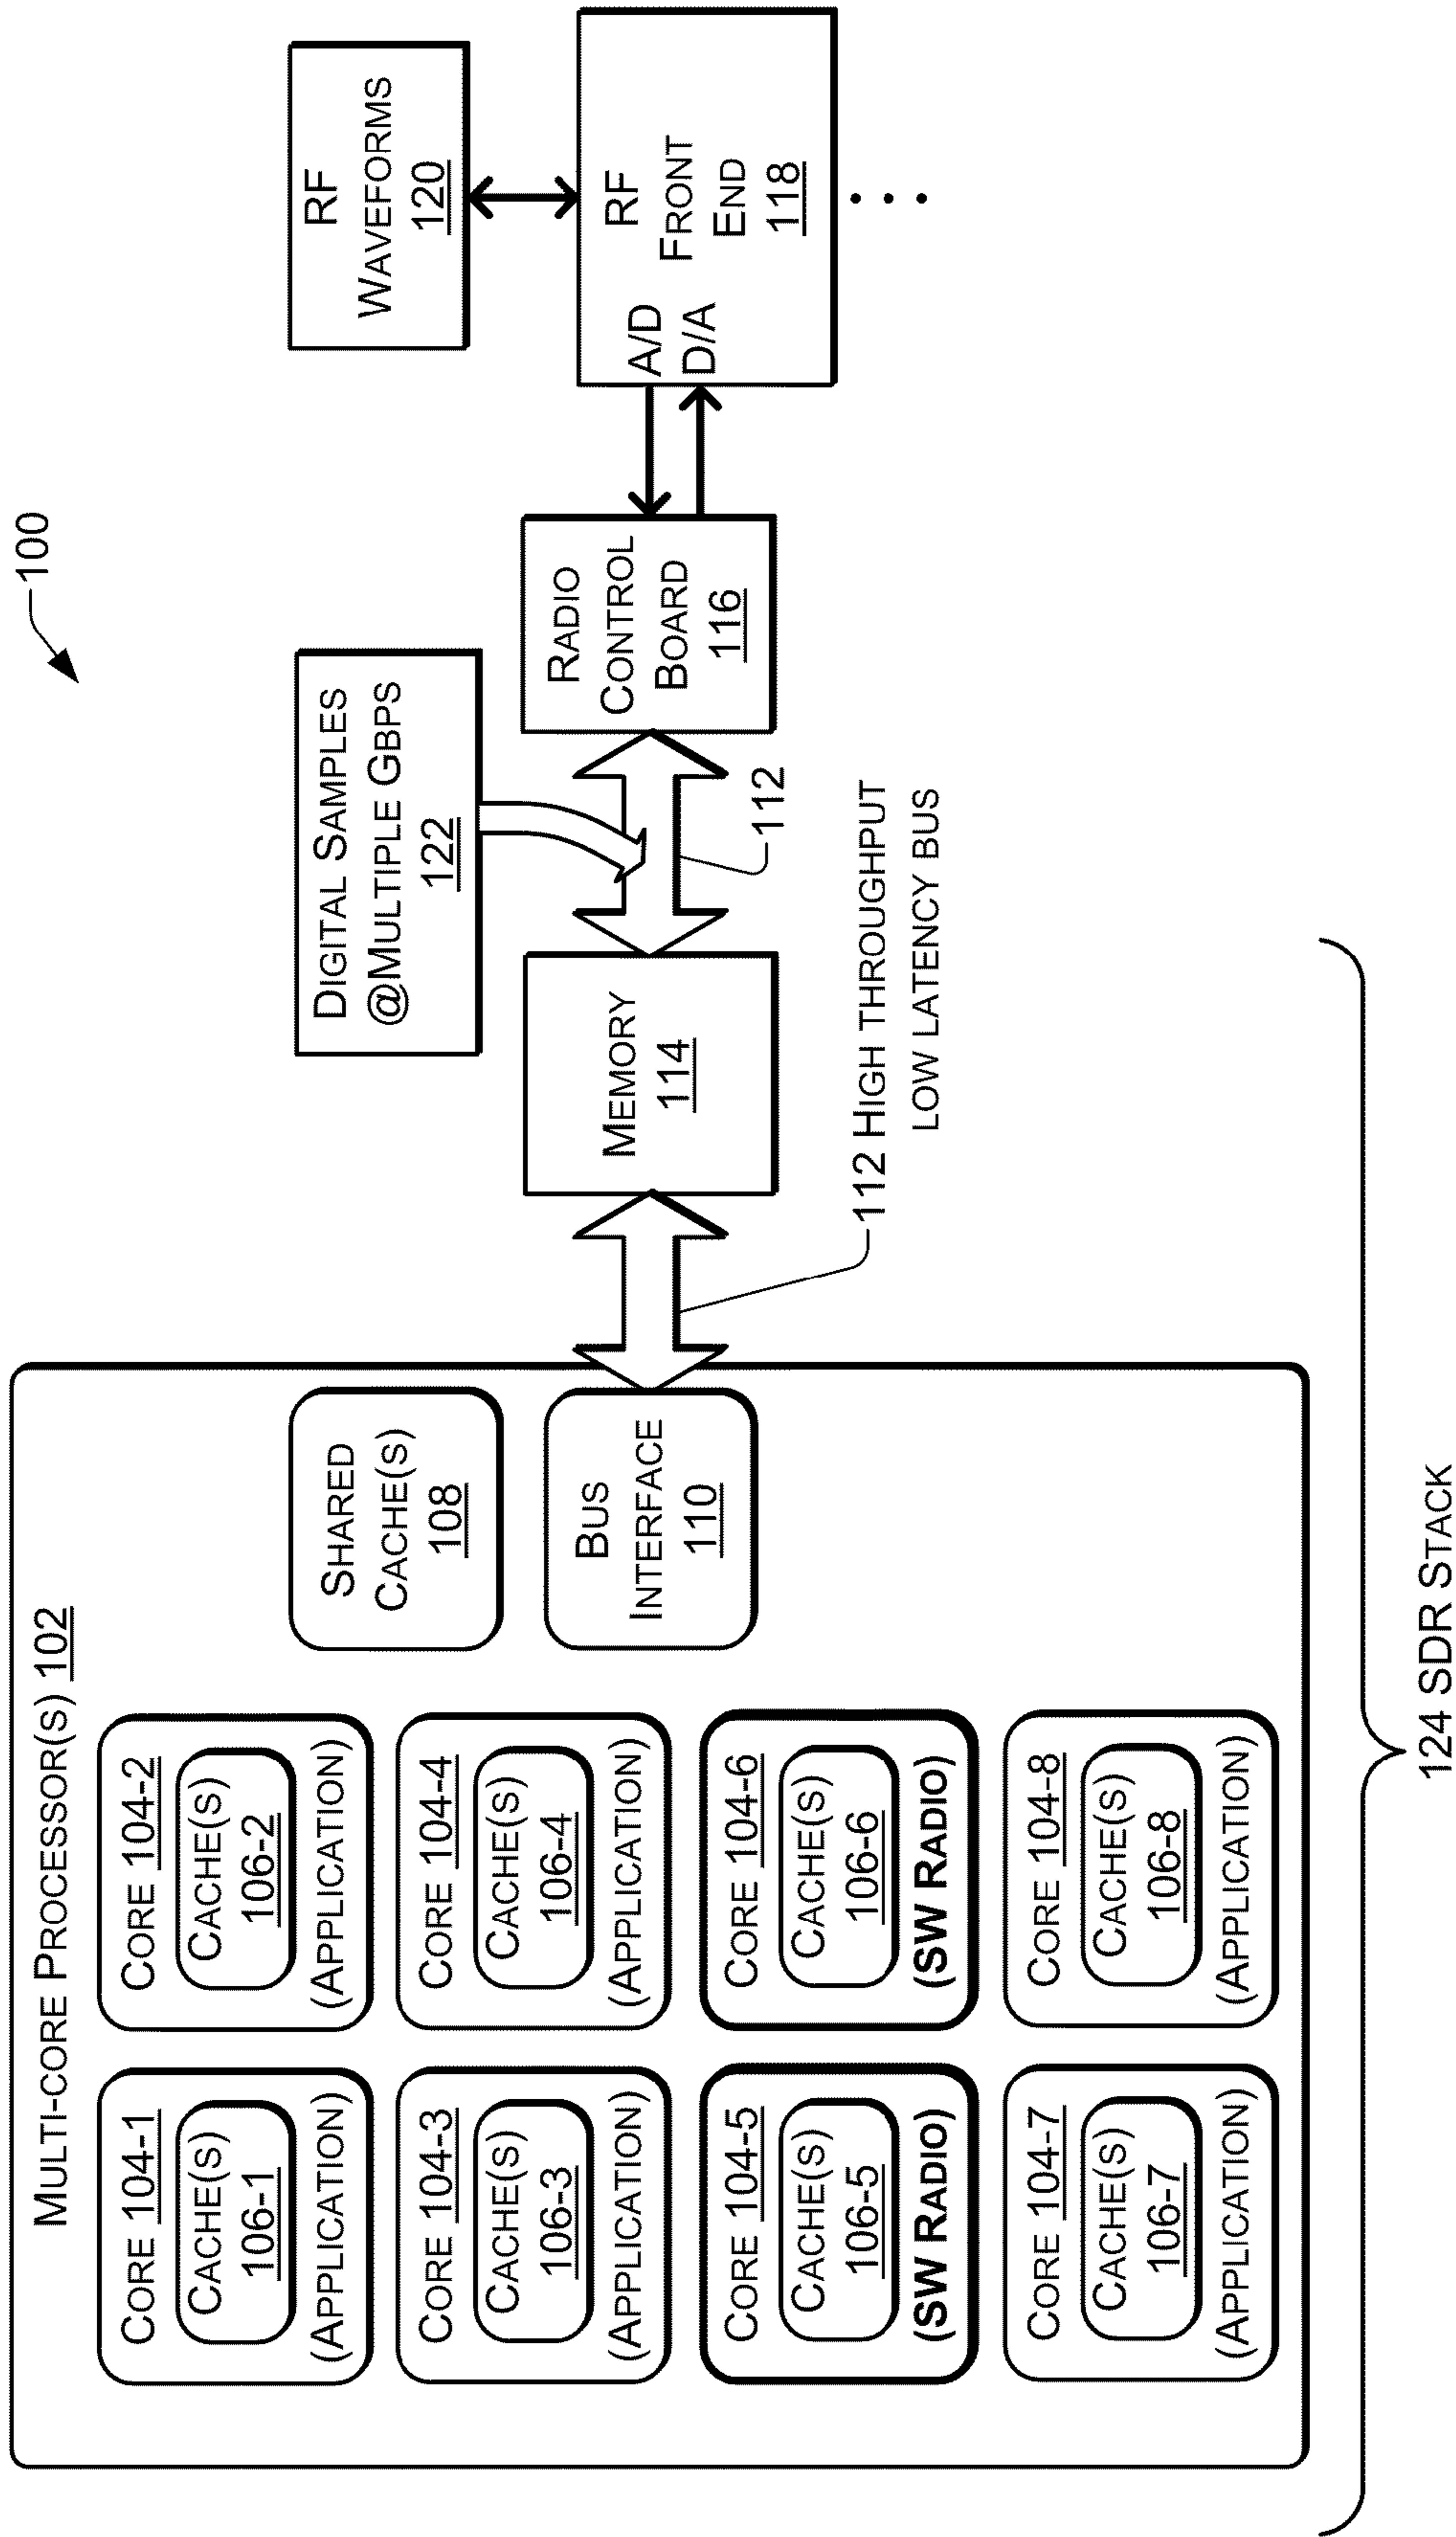 100
MULTI-CORE PROCESSOR(S) 102
CORE 104-1
CACHE(S)
106-1
(APPLICATION)
CORE 104-2
CACHE(S)
106-2
(APPLICATION)
CORE 104-3
CACHE(S)
106-3
(APPLICATION)
CORE 104-4
CACHE(S)
106-4
(APPLICATION)
CORE 104-5
CACHE(S)
106-5
(SW RADIO)
CORE 104-6
CACHE(S)
106-6
(SW RADIO)
CORE 104-7
CACHE(S)
106-7
(APPLICATION)
CORE 104-8
CACHE(S)
106-8
(APPLICATION)
SHARED
CACHE(S)
108
BUS
INTERFACE
110
112 HIGH THROUGHPUT
LOW LATENCY BUS
MEMORY
114
DIGITAL SAMPLES
@MULTIPLE GBPS
122
112
RADIO
CONTROL
BOARD
116
RF
WAVEFORMS
120
A/D
D/A
RF
FRONT
END
118
124 SDR STACK